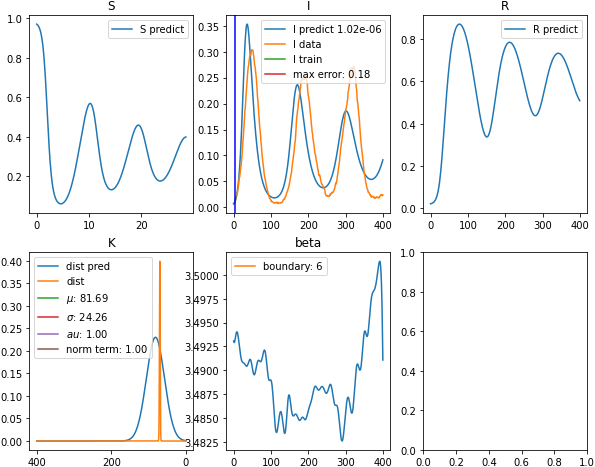 S
I
R
S predict
I predict 1.02e-06
I data
I train
max error: 0.18
R predict
1.0
0.8
0.6
0.4
0.2
0.35
0.30
0.25
0.20
0.15
0.10
0.05
0.00
0.8
0.6
0.4
0.2
0.0
0 10 20
0 100 200 300 400
0 100 200 300 400
K
beta
dist pred
dist
μ: 81.69
σ: 24.26
au: 1.00
norm term: 1.00
boundary: 6
0.40
0.35
0.30
0.25
0.20
0.15
0.10
0.05
0.00
3.5000
3.4975
3.4950
3.4925
3.4900
3.4875
3.4850
3.4825
1.0
0.8
0.6
0.4
0.2
0.0
400 200 0
0 100 200 300 400
0.0 0.2 0.4 0.6 0.8 1.0